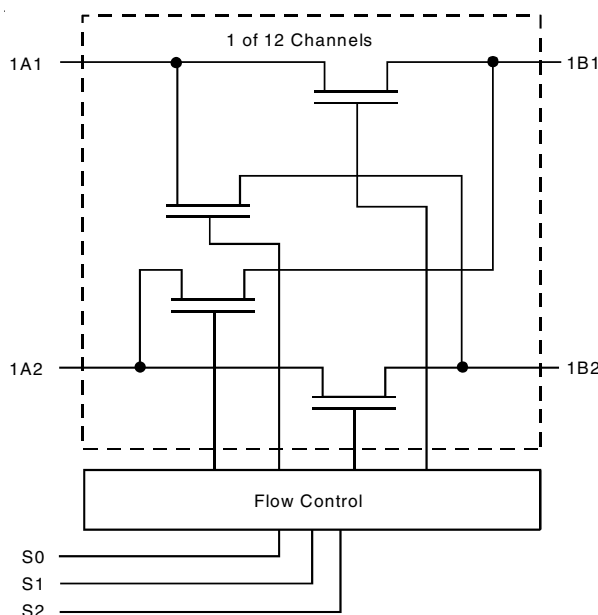 1 of 12 Channels
1A1
1B1
1A2
1B2
Flow Control
S0
S1
S2